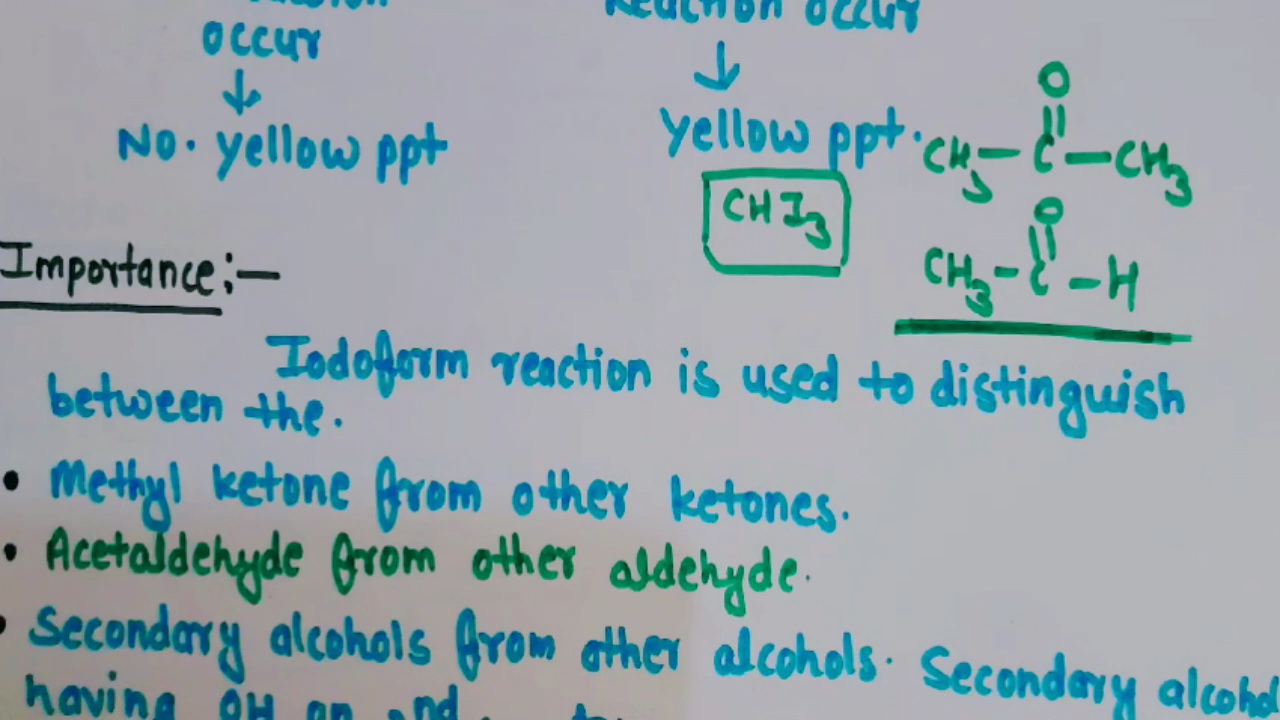 occur
Reaction occur
↓
↓
No. yellow ppt
Yellow ppt.
CHI3
O
||
CH3-C-CH3
O
||
CH3-C-H
Importance:-
Iodoform reaction is used to distinguish
between the.
• Methyl ketone from other ketones.
• Acetaldehyde from other aldehyde.
• Secondary alcohols from other alcohols. Secondary alcohol
having OH on 2nd